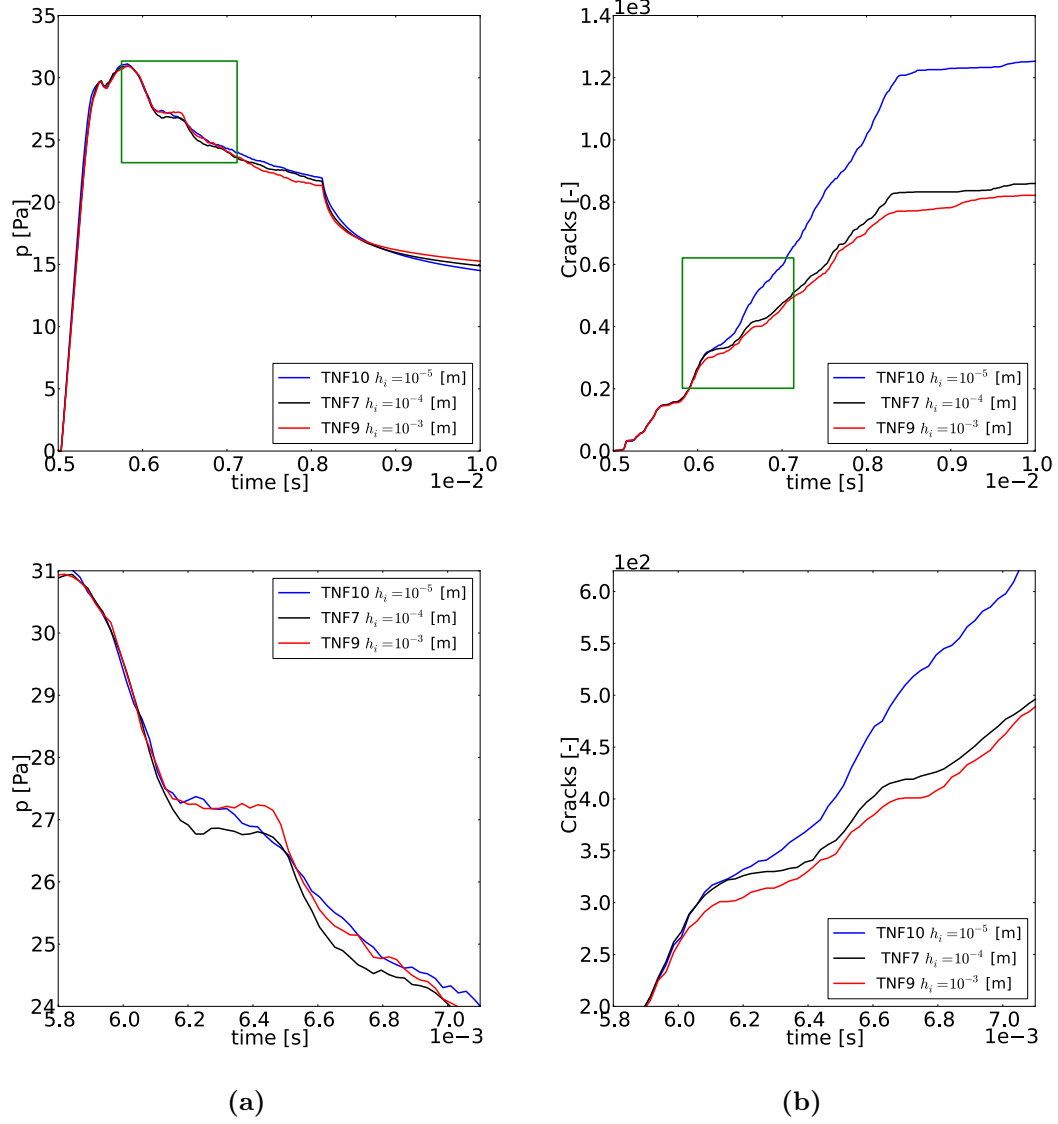 35
30
25
20
15
10
5
0
p [Pa]
0.5 0.6 0.7 0.8 0.9 1.0
time [s]
1e−2
TNF10 h_i = 10^{-5} [m]
TNF7 h_i = 10^{-4} [m]
TNF9 h_i = 10^{-3} [m]
1e3
1.4
1.2
1.0
0.8
0.6
0.4
0.2
0.0
Cracks [-]
0.5 0.6 0.7 0.8 0.9 1.0
time [s]
1e−2
TNF10 h_i = 10^{-5} [m]
TNF7 h_i = 10^{-4} [m]
TNF9 h_i = 10^{-3} [m]
31
30
29
28
27
26
25
24
p [Pa]
5.8 6.0 6.2 6.4 6.6 6.8 7.0
time [s]
1e−3
TNF10 h_i = 10^{-5} [m]
TNF7 h_i = 10^{-4} [m]
TNF9 h_i = 10^{-3} [m]
1e2
6.0
5.5
5.0
4.5
4.0
3.5
3.0
2.5
2.0
Cracks [-]
5.8 6.0 6.2 6.4 6.6 6.8 7.0
time [s]
1e−3
TNF10 h_i = 10^{-5} [m]
TNF7 h_i = 10^{-4} [m]
TNF9 h_i = 10^{-3} [m]
(a)
(b)